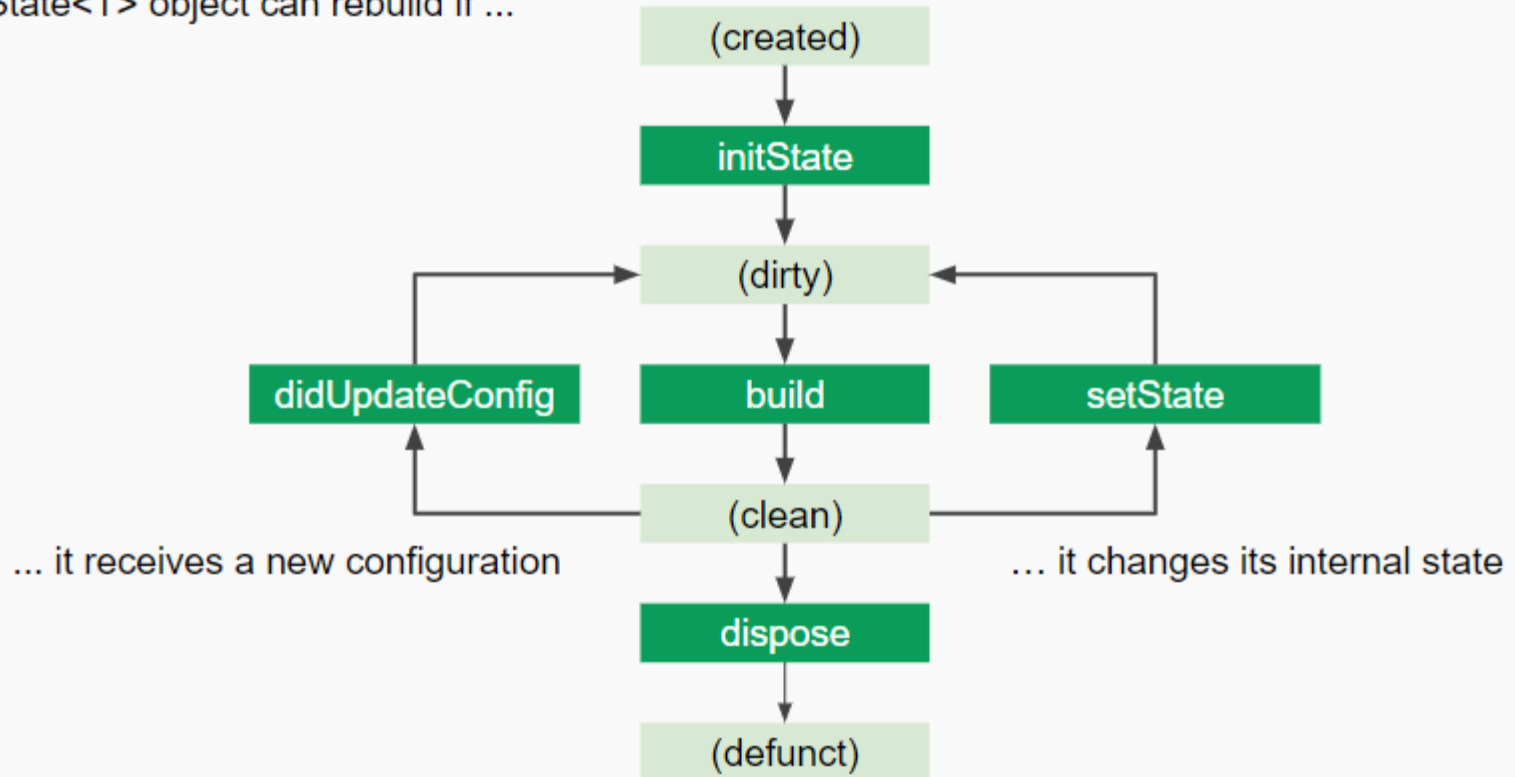 State<T> object can rebuild if ...
(created)
initState
(dirty)
didUpdateConfig
build
setState
(clean)
... it receives a new configuration
... it changes its internal state
dispose
(defunct)